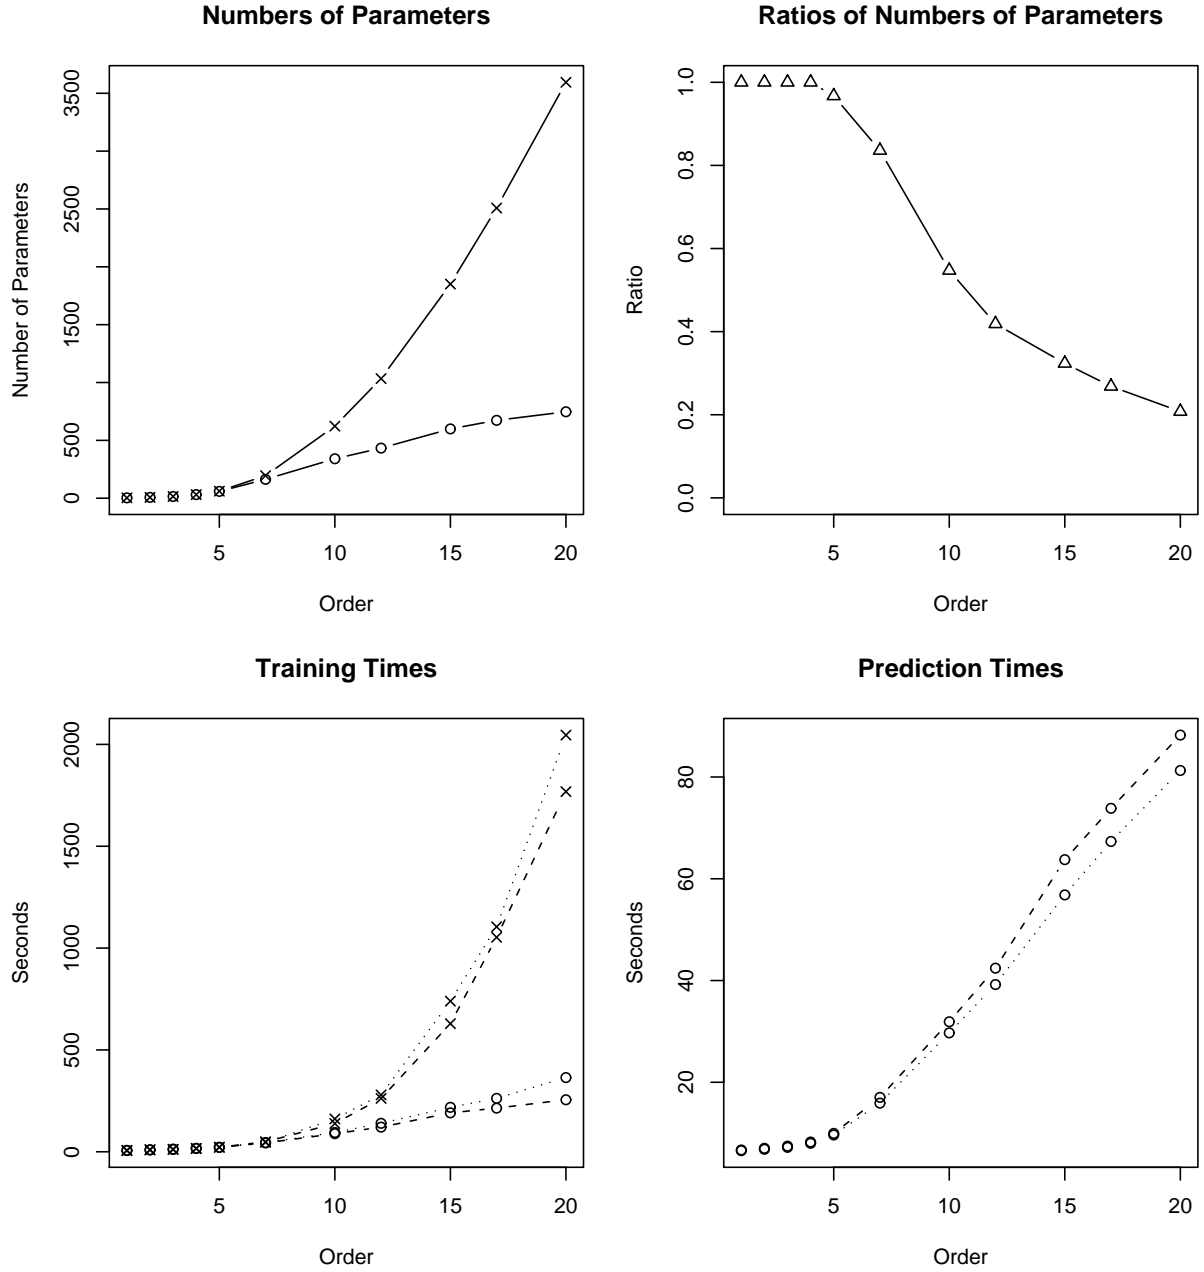 Numbers of Parameters
Number of Parameters
3500
2500
1500
500
0
5 10 15 20
Order
Ratios of Numbers of Parameters
Ratio
1.0
0.8
0.6
0.4
0.2
0.0
5 10 15 20
Order
Training Times
Seconds
2000
1500
1000
500
0
5 10 15 20
Order
Prediction Times
Seconds
80
60
40
20
5 10 15 20
Order